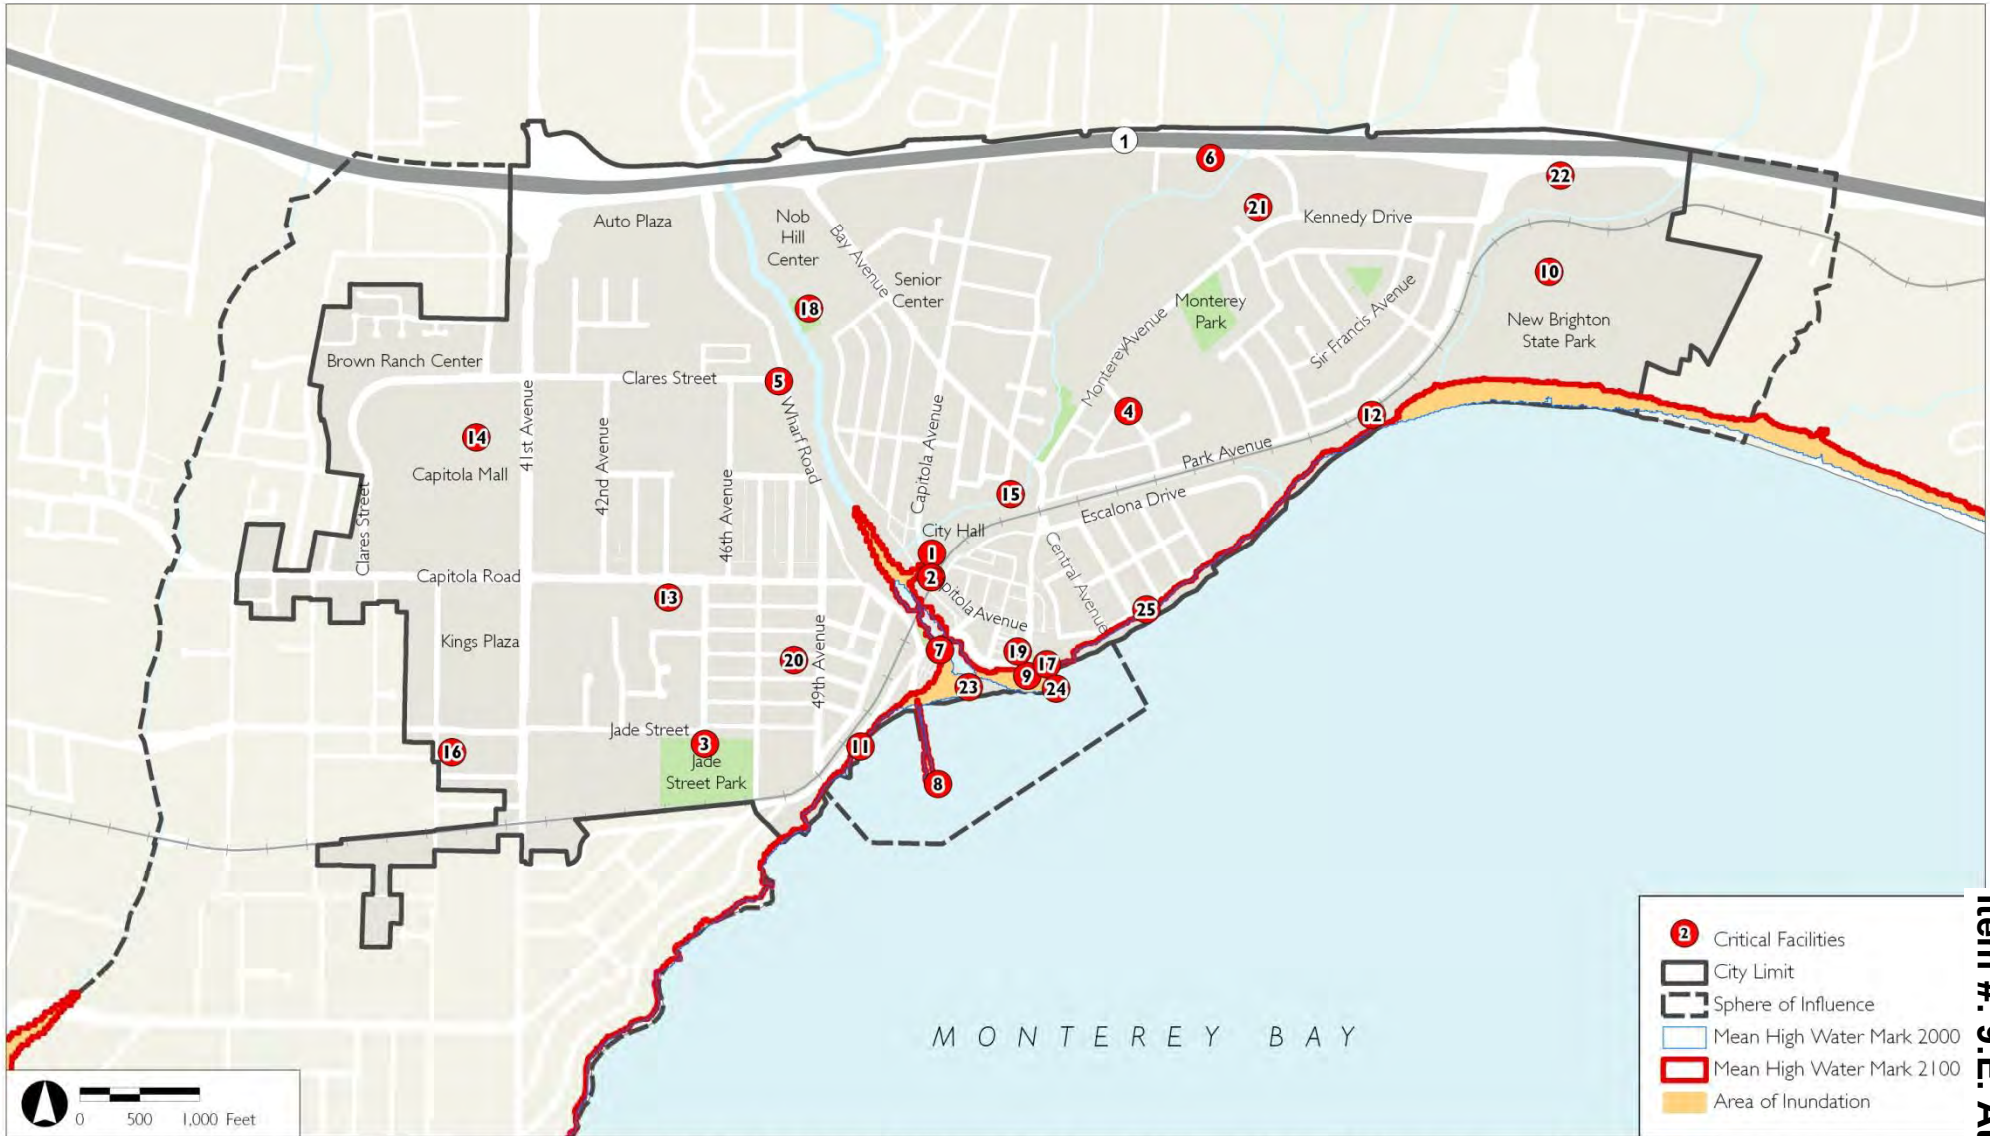 1
6
22
21
Auto Plaza
Nob
Hill
Center
Bay Avenue
Kennedy Drive
10
Senior
Center
18
Monterey
Park
New Brighton
State Park
Monterey Avenue
Sir Francis Avenue
Brown Ranch Center
Clares Street
5
41st Avenue
42nd Avenue
Wharf Road
Capitola Avenue
4
12
14
Capitola Mall
46th Avenue
Park Avenue
15
Escalona Drive
Clares Street
City Hall
1
2
Central Avenue
Capitola Road
13
pitola Avenue
25
Kings Plaza
20
49th Avenue
7
19
17
9
23
24
Jade Street
3
Jade
Street Park
16
11
8
MONTEREY BAY
2 Critical Facilities
City Limit
Sphere of Influence
Mean High Water Mark 2000
Mean High Water Mark 2100
Area of Inundation
0 500 1,000 Feet
Item #: 9.E.